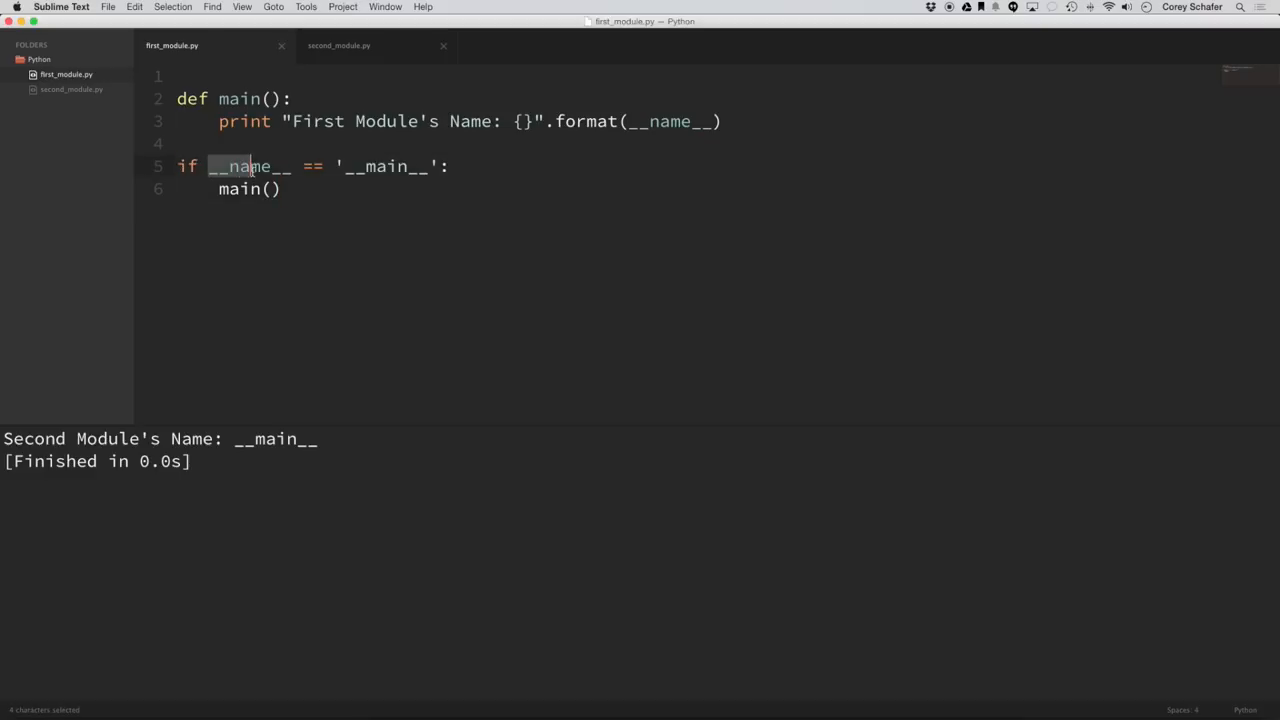 Sublime Text File Edit Selection Find View Goto Tools Project Window Help Corey Schafer
first_module.py — Python
FOLDERS
Python
first_module.py
second_module.py
first_module.py second_module.py
1
2 def main():
3 print "First Module's Name: {}".format(__name__)
4
5 if __name__ == '__main__':
6 main()
Second Module's Name: __main__
[Finished in 0.0s]
4 characters selected Spaces: 4 Python